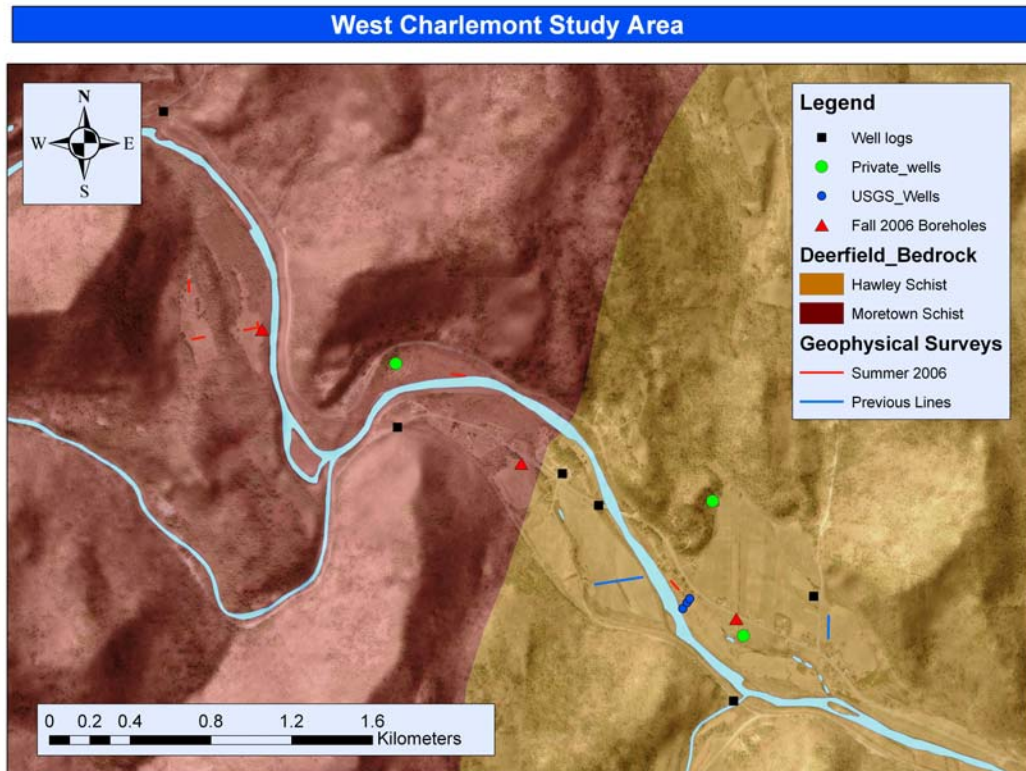 West Charlemont Study Area
N
W E
S
Legend
Well logs
Private_wells
USGS_Wells
Fall 2006 Boreholes
Deerfield_Bedrock
Hawley Schist
Moretown Schist
Geophysical Surveys
Summer 2006
Previous Lines
0 0.2 0.4 0.8 1.2 1.6
Kilometers